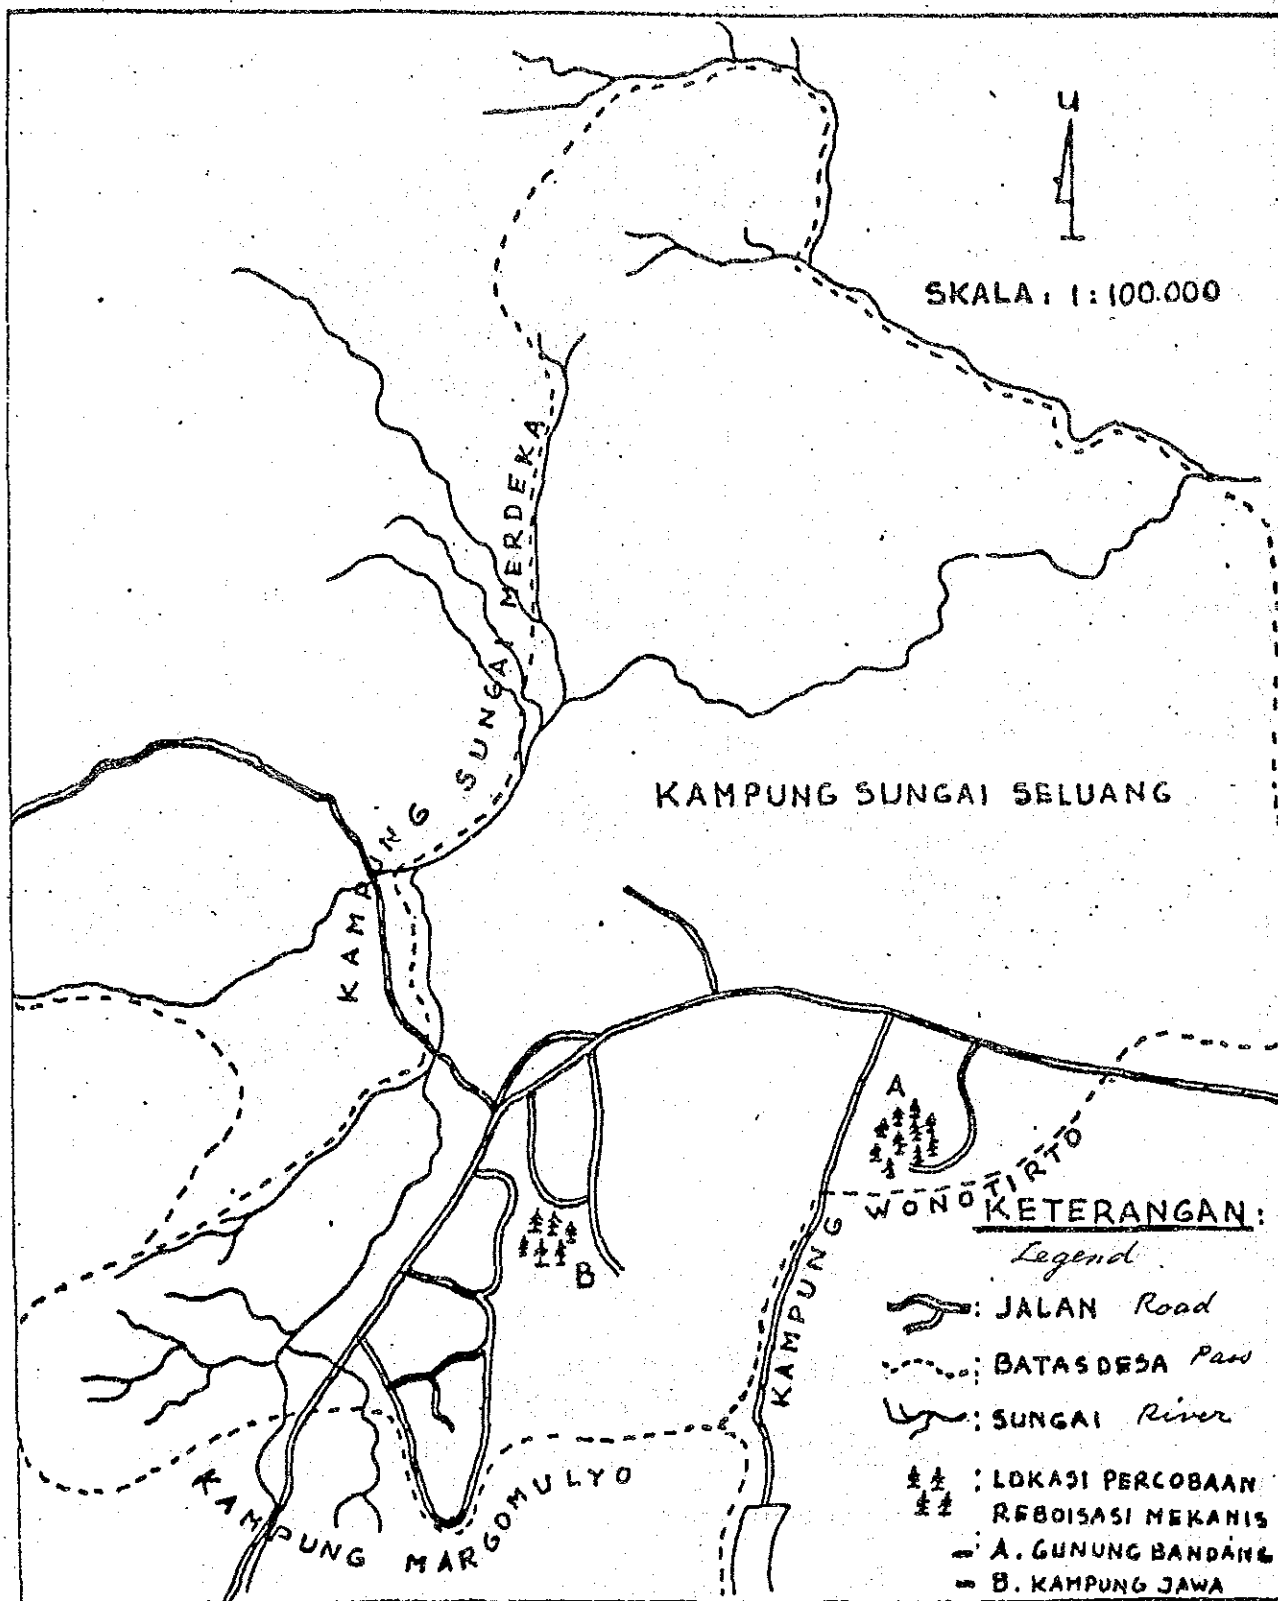 U
SKALA: 1:100.000
KAMPUNG SUNGAI MERDEKA
KAMPUNG SUNGAI SELUANG
A
B
KAMPUNG WONOTIRTO
KAMPUNG MARGOMULYO
KETERANGAN:
Legend
: JALAN Road
: BATAS DESA Pass
: SUNGAI River
: LOKASI PERCOBAAN
REBOISASI MEKANIS
- A. GUNUNG BANDANG
- B. KAMPUNG JAWA